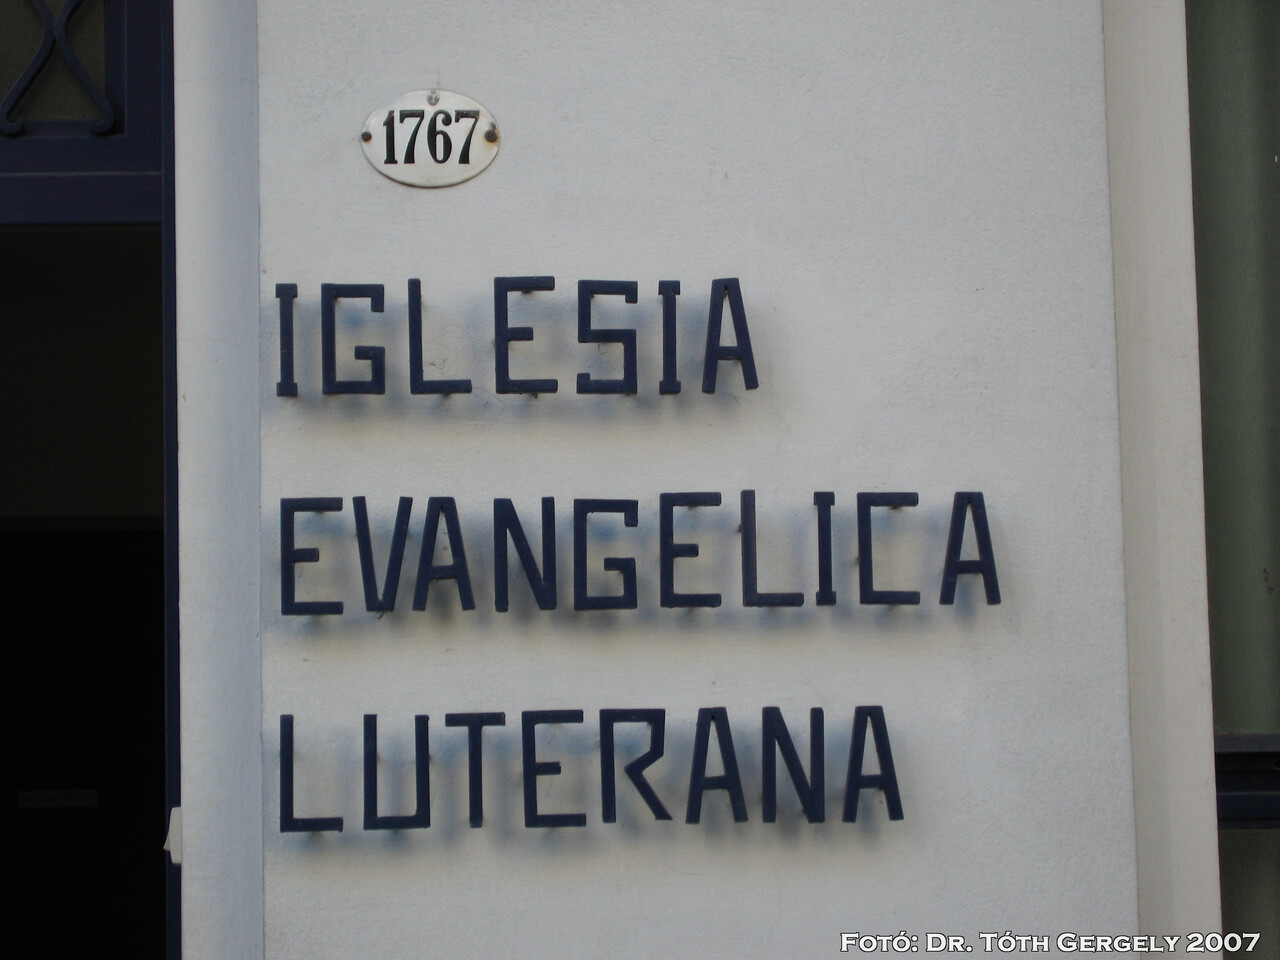 1767
IGLESIA
EVANGELICA
LUTERANA
Fotó: Dr. Tóth Gergely 2007